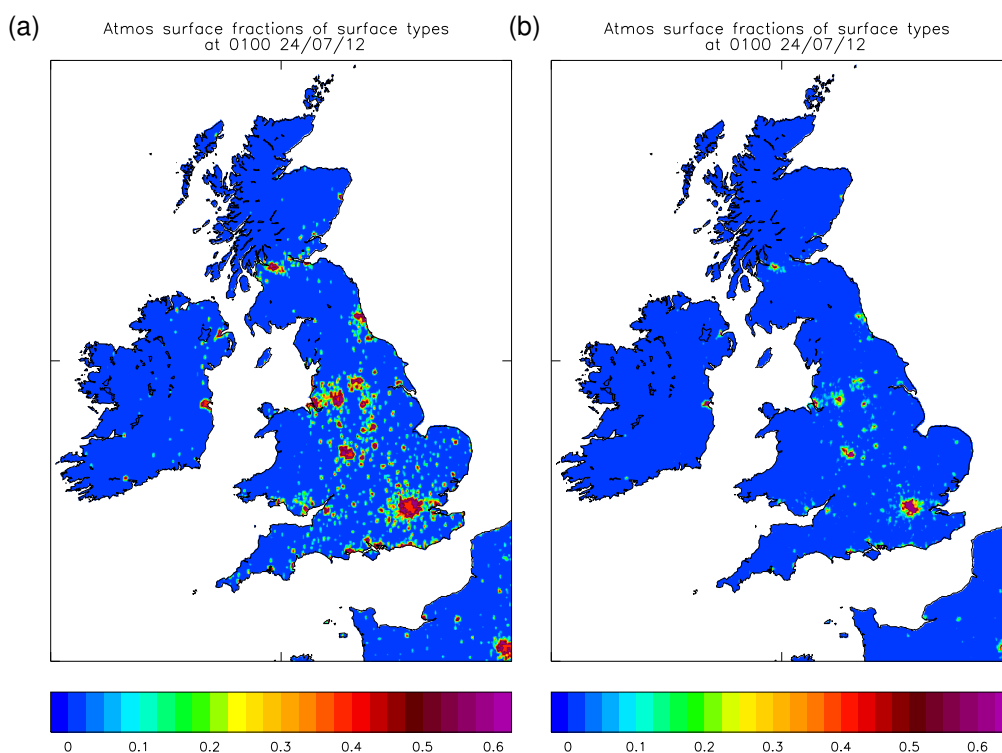 (a)
Atmos surface fractions of surface types
at 0100 24/07/12
(b)
Atmos surface fractions of surface types
at 0100 24/07/12
0 0.1 0.2 0.3 0.4 0.5 0.6
0 0.1 0.2 0.3 0.4 0.5 0.6